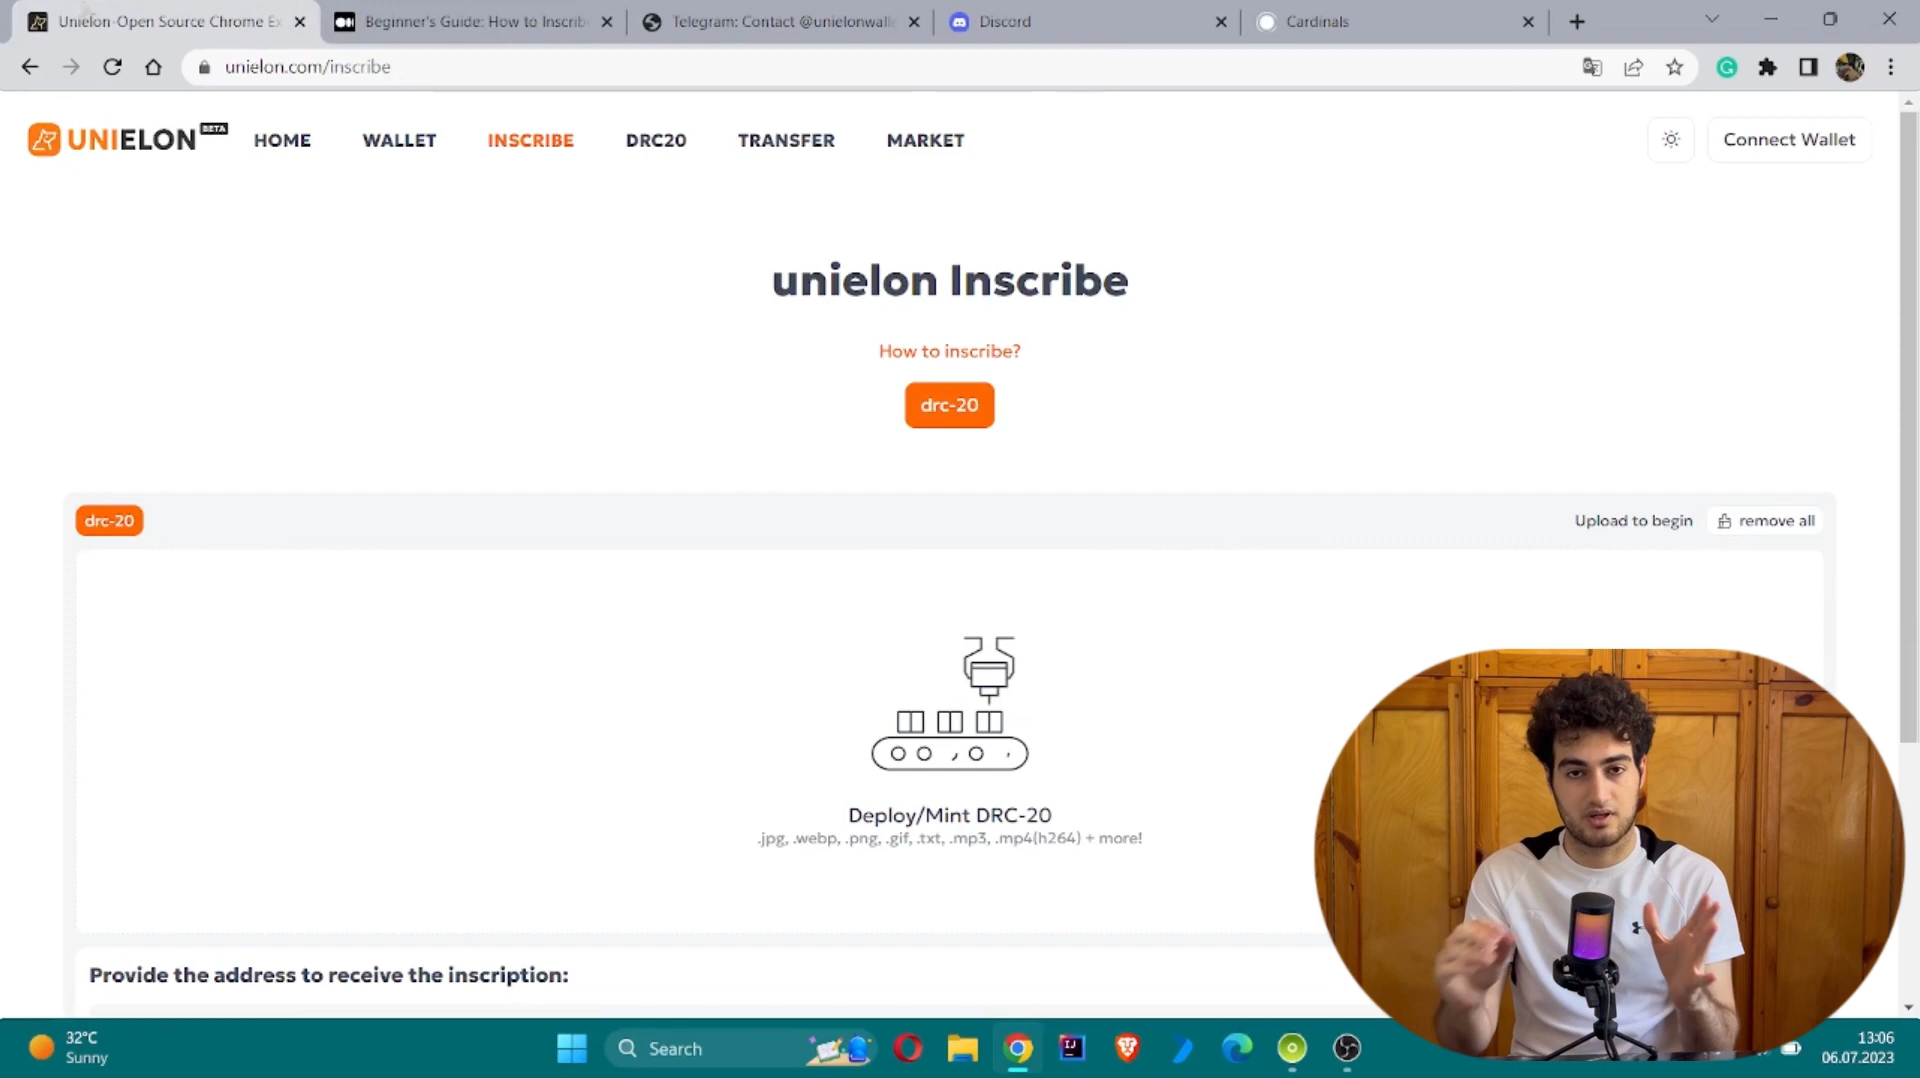 Unielon-Open Source Chrome Ex
Beginner's Guide: How to Inscrib
Telegram: Contact @unielonwall
Discord
Cardinals
unielon.com/inscribe
UNIELON BETA
HOME
WALLET
INSCRIBE
DRC20
TRANSFER
MARKET
Connect Wallet
unielon Inscribe
How to inscribe?
drc-20
drc-20
Upload to begin
remove all
Deploy/Mint DRC-20
.jpg, .webp, .png, .gif, .txt, .mp3, .mp4(h264) + more!
Provide the address to receive the inscription:
32°C
Sunny
Search
13:06
06.07.2023